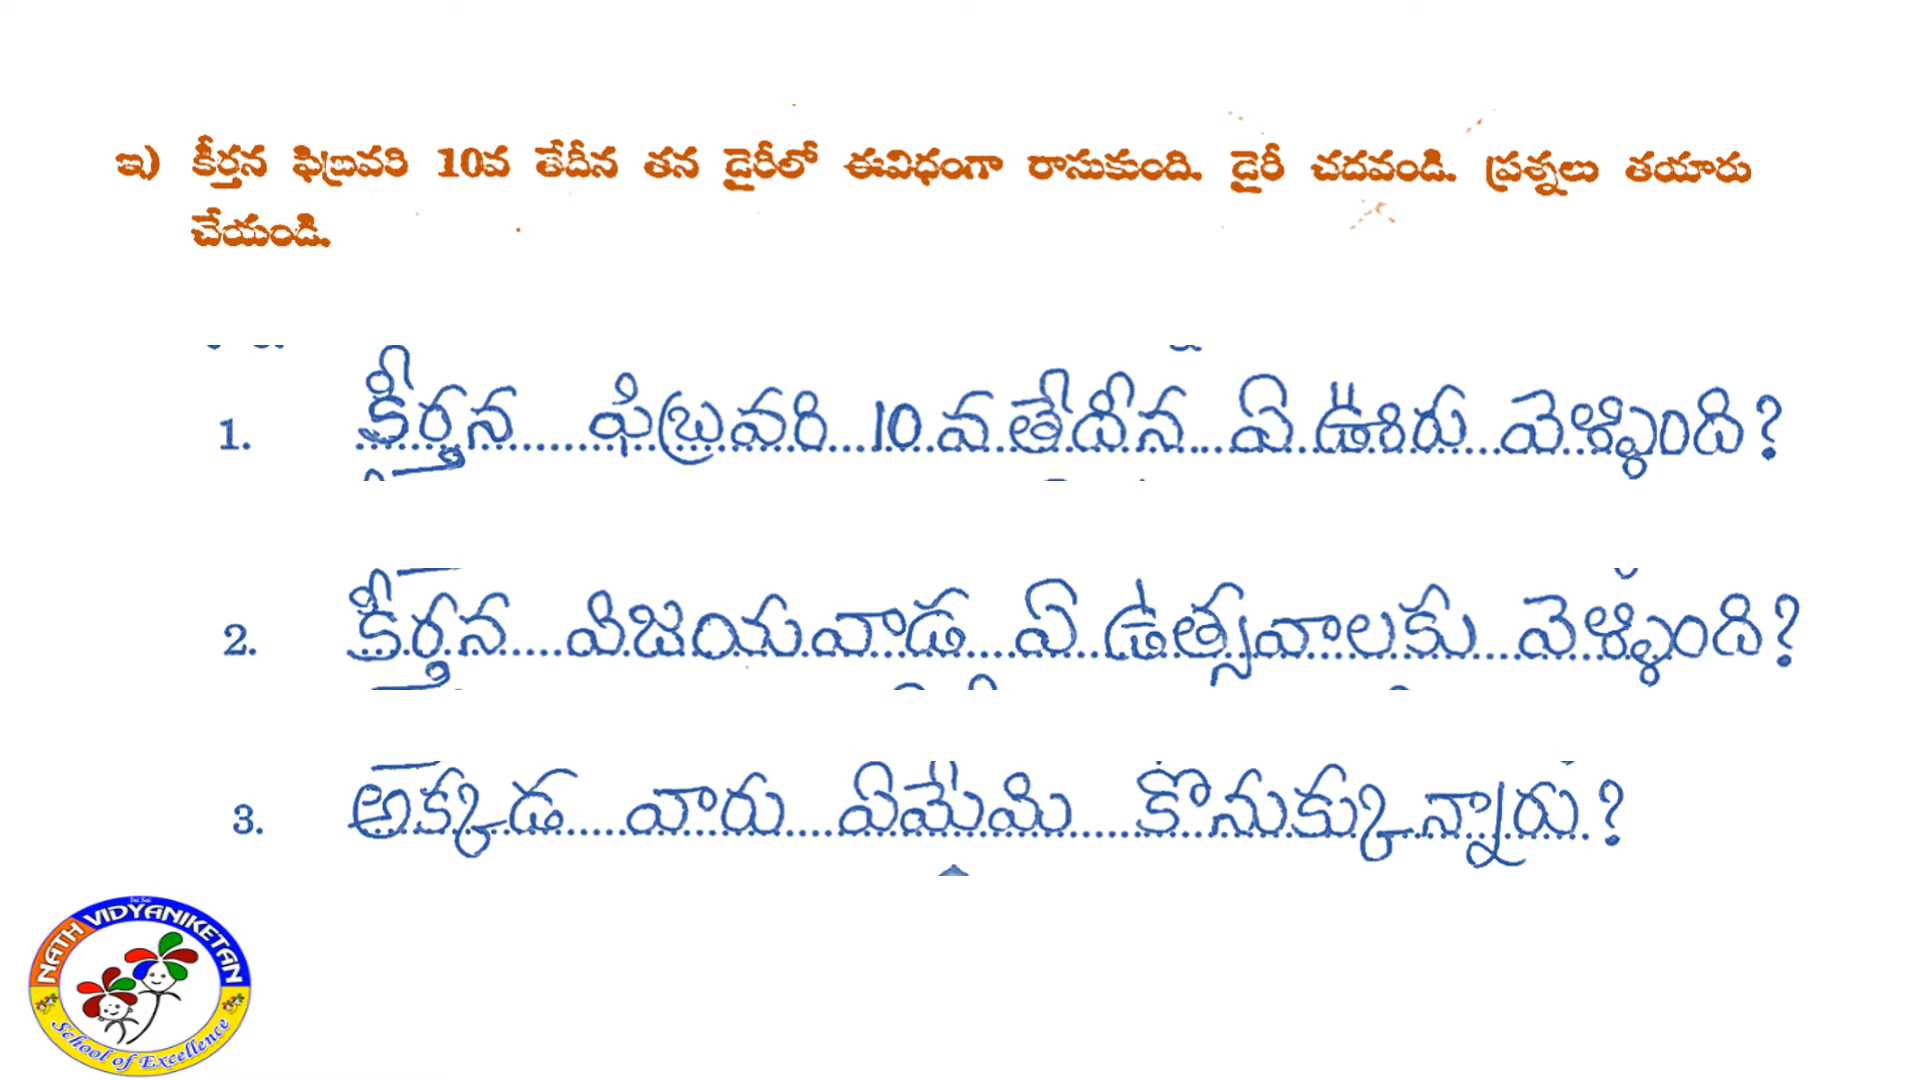 ఇ) కీర్తన ఫిబ్రవరి 10వ తేదీన తన డైరీలో ఈవిధంగా రాసుకుంది. డైరీ చదవండి. ప్రశ్నలు తయారు
చేయండి.
1. కీర్తన ఫిబ్రవరి 10 వ తేదీన ఏ ఊరు వెళ్ళింది?
2. కీర్తన విజయవాడ ఏ ఉత్సవాలకు వెళ్ళింది?
3. అక్కడ వారు ఏమేమి కొనుక్కున్నారు?
NATH VIDYANIKETAN
School of Excellence